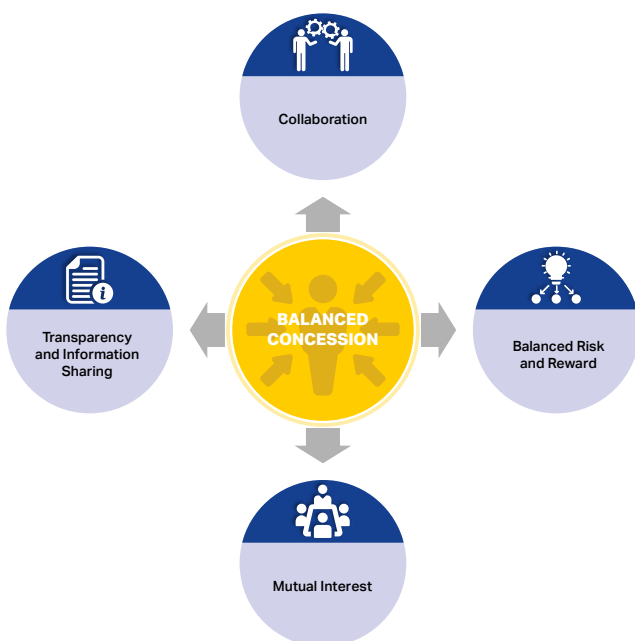 Collaboration
Transparency
and Information
Sharing
BALANCED
CONCESSION
Balanced Risk
and Reward
Mutual Interest